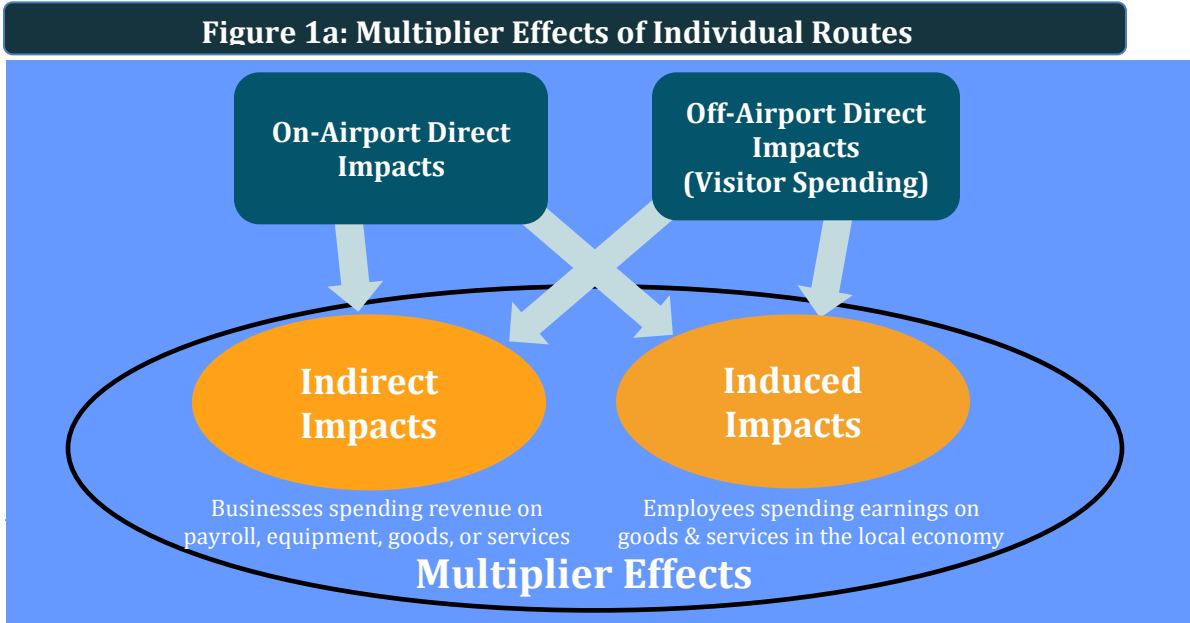 Figure 1a: Multiplier Effects of Individual Routes
On-Airport Direct
Impacts
Off-Airport Direct
Impacts
(Visitor Spending)
Indirect
Impacts
Induced
Impacts
Businesses spending revenue on
payroll, equipment, goods, or services
Employees spending earnings on
goods & services in the local economy
Multiplier Effects